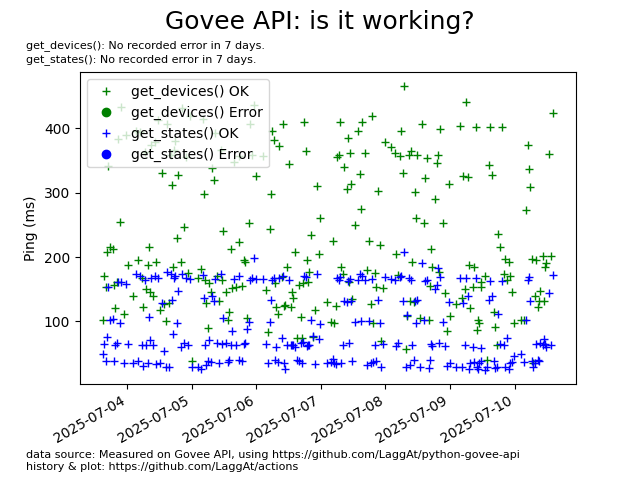 Govee API: is it working?
get_devices(): No recorded error in 7 days.
get_states(): No recorded error in 7 days.
get_devices() OK
get_devices() Error
get_states() OK
get_states() Error
Ping (ms)
400
300
200
100
2025-07-04
2025-07-05
2025-07-06
2025-07-07
2025-07-08
2025-07-09
2025-07-10
data source: Measured on Govee API, using https://github.com/LaggAt/python-govee-api
history & plot: https://github.com/LaggAt/actions